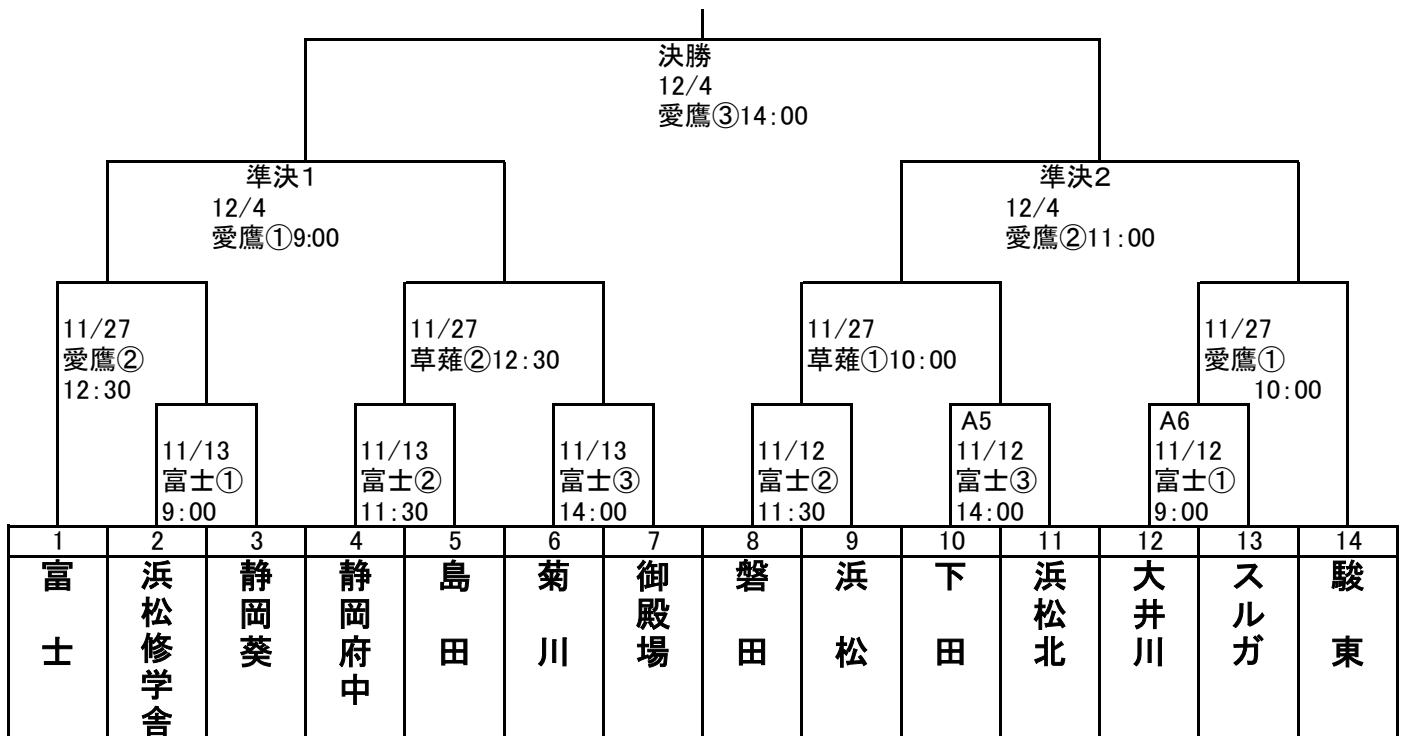 決勝
12/4
愛鷹③14:00
準決1
12/4
愛鷹①9:00
準決2
12/4
愛鷹②11:00
11/27
愛鷹②
12:30
11/27
草薙②12:30
11/27
草薙①10:00
11/27
愛鷹①
10:00
11/13
富士①
9:00
11/13
富士②
11:30
11/13
富士③
14:00
11/12
富士②
11:30
A5
11/12
富士③
14:00
A6
11/12
富士①
9:00
1 2 3 4 5 6 7 8 9 10 11 12 13 14
富士
浜松修学舎
静岡葵
静岡府中
島田
菊川
御殿場
磐田
浜松
下田
浜松北
大井川
スルガ
駿東